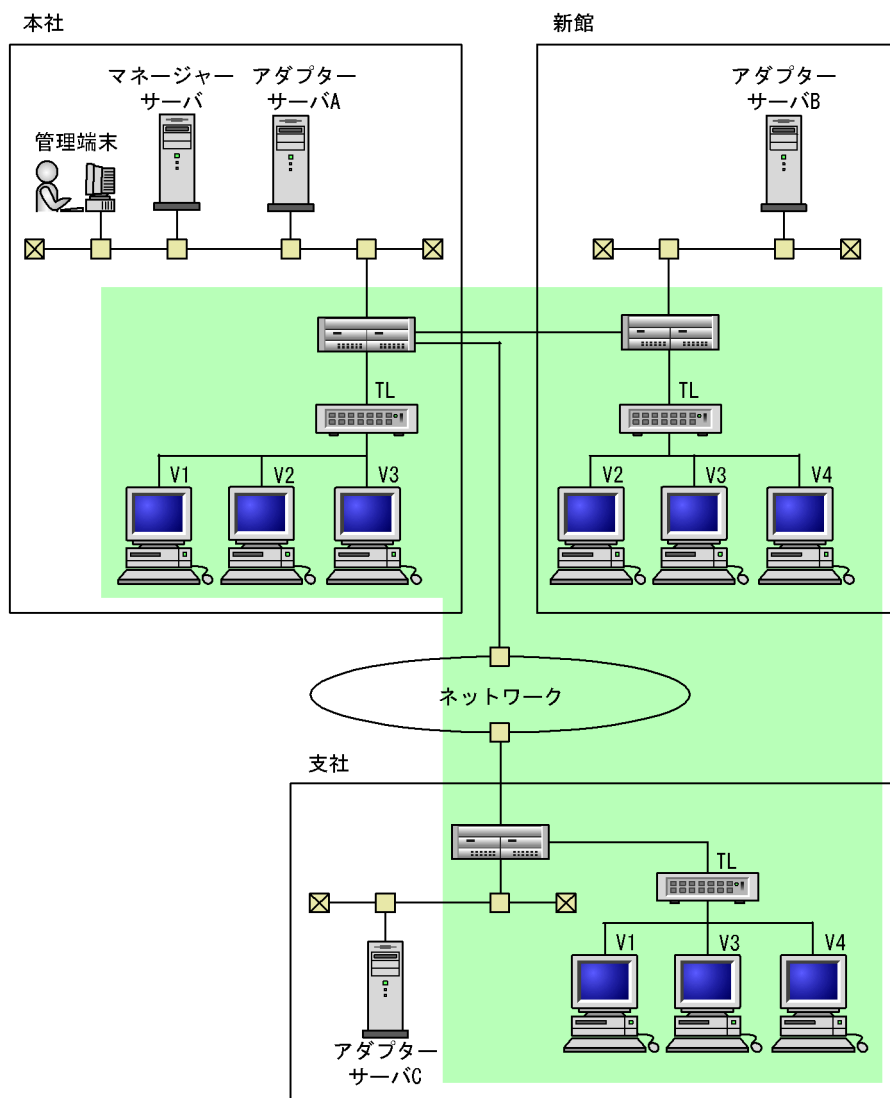 本社
新館
マネージャー
サーバ
アダプター
サーバA
アダプター
サーバB
管理端末
TL
TL
V1
V2
V3
V2
V3
V4
ネットワーク
支社
TL
V1
V3
V4
アダプター
サーバC